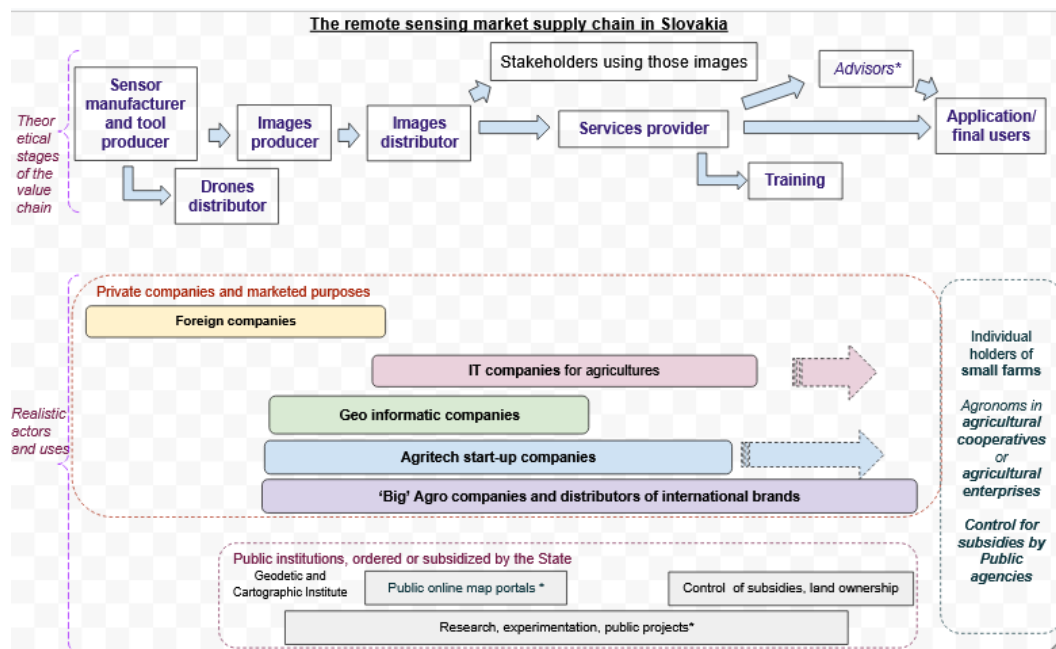 The remote sensing market supply chain in Slovakia
Stakeholders using those images
Advisors*
Sensor
manufacturer
and tool
producer
Images
producer
Images
distributor
Services provider
Application/
final users
Theor
etical
stages
of the
value
chain
Drones
distributor
Training
Private companies and marketed purposes
Foreign companies
IT companies for agricultures
Geo informatic companies
Agritech start-up companies
‘Big’ Agro companies and distributors of international brands
Realistic
actors
and uses
Individual
holders of
small farms
Agronoms in
agricultural
cooperatives
or
agricultural
enterprises
Control for
subsidies by
Public
agencies
Public institutions, ordered or subsidized by the State
Geodetic and
Cartographic Institute
Public online map portals *
Control of subsidies, land ownership
Research, experimentation, public projects*